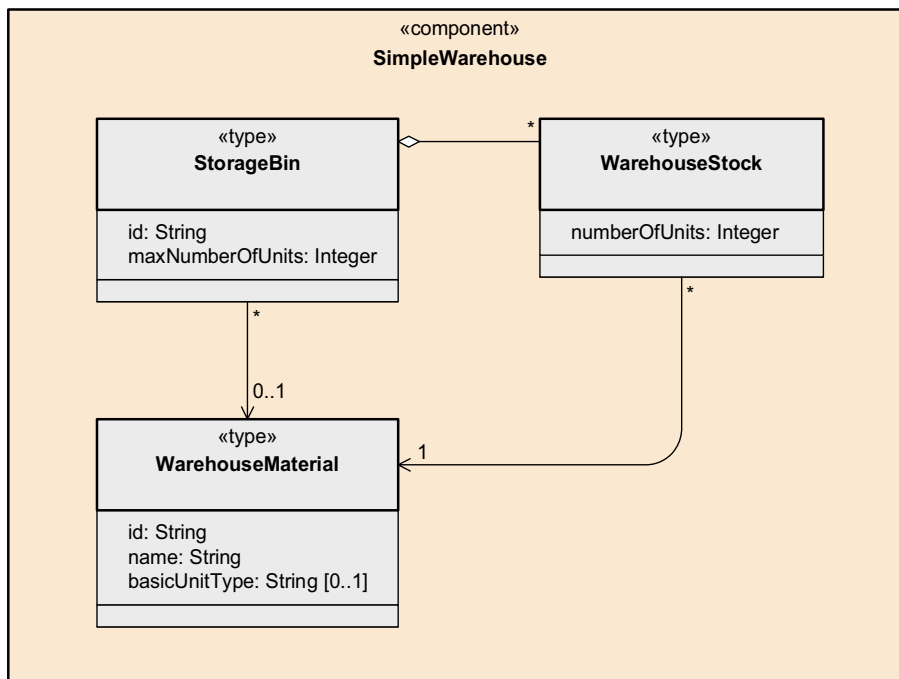 «component»
SimpleWarehouse
«type»
StorageBin
id: String
maxNumberOfUnits: Integer
*
«type»
WarehouseStock
numberOfUnits: Integer
*
*
0..1
1
«type»
WarehouseMaterial
id: String
name: String
basicUnitType: String [0..1]